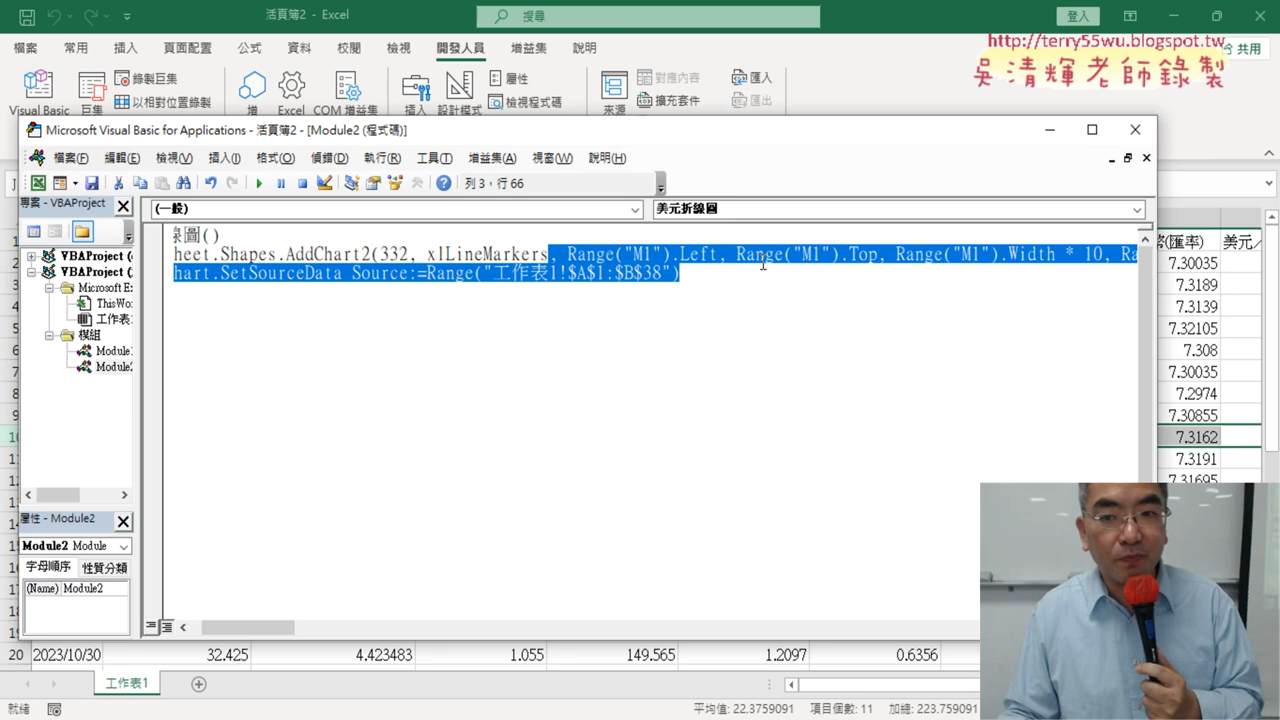 活頁簿2 - Excel
搜尋
登入
檔案 常用 插入 頁面配置 公式 資料 校閱 檢視 開發人員 增益集 說明
共用
http://terry55wu.blogspot.tw
吳清輝老師錄製
Visual Basic 巨集 錄製巨集 以相對位置錄製 增 Excel COM 增益集 插入 設計模式 屬性 檢視程式碼 來源 對應內容 擴充套件 匯入 匯出
Microsoft Visual Basic for Applications - 活頁簿2 - [Module2 (程式碼)]
檔案(F) 編輯(E) 檢視(V) 插入(I) 格式(O) 偵錯(D) 執行(R) 工具(T) 增益集(A) 視窗(W) 說明(H)
列 3，行 66
專案 - VBAProject
(一般)
美元折線圖
VBAProject (
VBAProject (
Microsoft E
ThisWo
工作表
模組
Module
Module2
圖()
heet.Shapes.AddChart2(332, xlLineMarkers, Range("M1").Left, Range("M1").Top, Range("M1").Width * 10, Ra
hart.SetSourceData Source:=Range("工作表1!$A$1:$B$38")
屬性 - Module2
Module2 Module
字母順序 性質分類
(Name) Module2
(匯率) 美元
7.30035
7.3189
7.3139
7.32105
7.308
7.30035
7.2974
7.30855
7.3162
7.3191
7.31695
20 2023/10/30 32.425 4.423483 1.055 149.565 1.2097 0.6356
工作表1
就緒
平均值: 22.3759091 項目個數: 11 加總: 223.759091